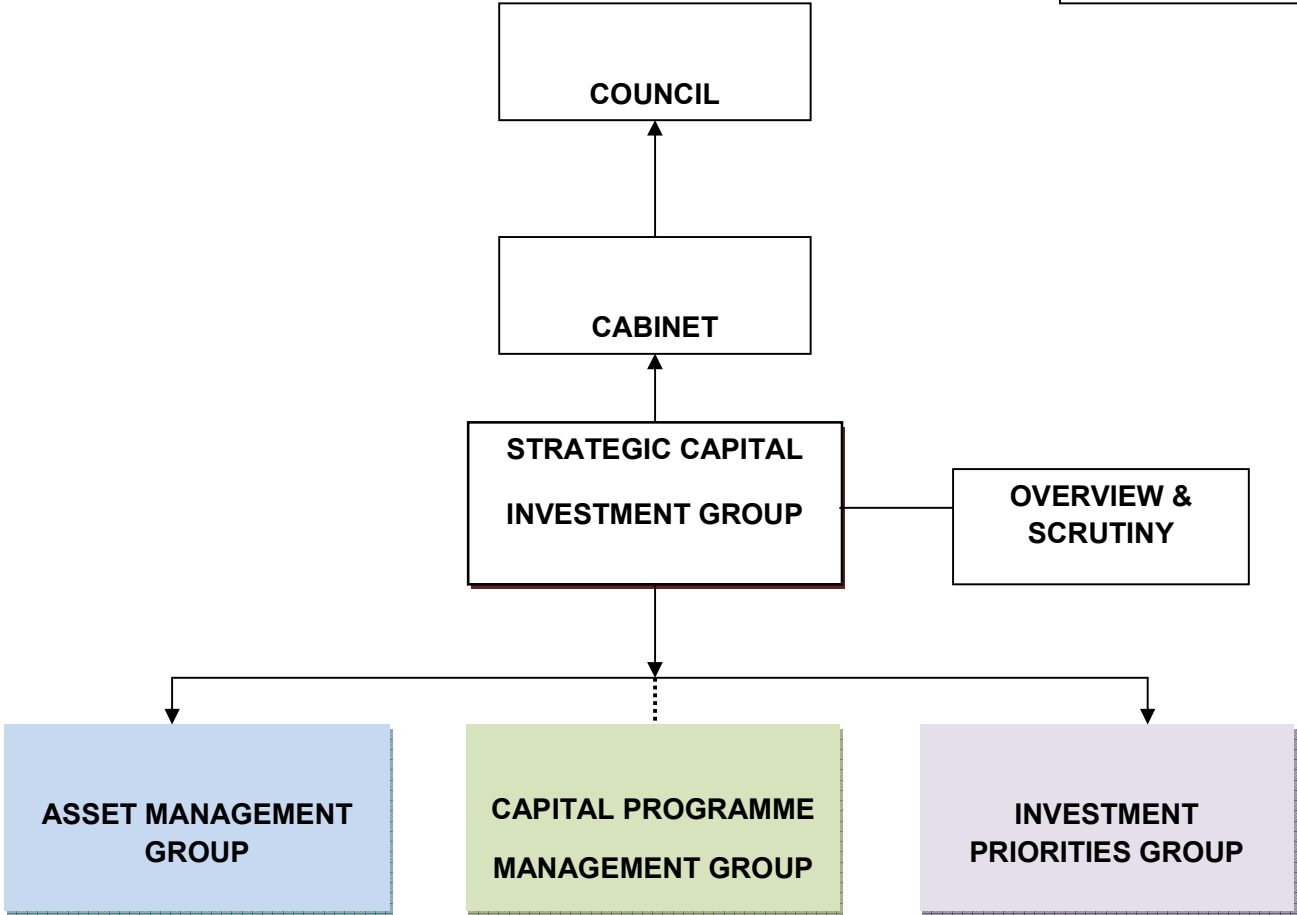 COUNCIL
CABINET
STRATEGIC CAPITAL
INVESTMENT GROUP
OVERVIEW &
SCRUTINY
ASSET MANAGEMENT
GROUP
CAPITAL PROGRAMME
MANAGEMENT GROUP
INVESTMENT
PRIORITIES GROUP